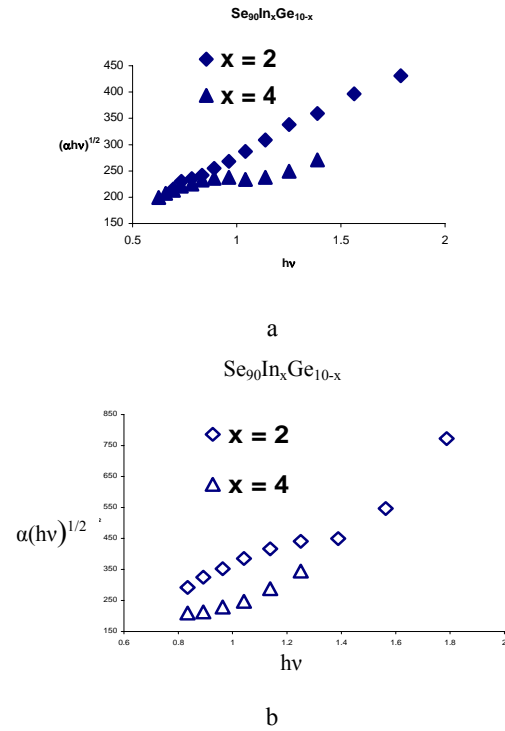 Se90InxGe10-x
x = 2
x = 4
450
400
350
300
250
200
150
(αhν)1/2
0.5 1 1.5 2
hν
a
Se90InxGe10-x
x = 2
x = 4
850
750
650
550
450
350
250
150
α(hν)1/2
0.6 0.8 1 1.2 1.4 1.6 1.8 2
hν
b